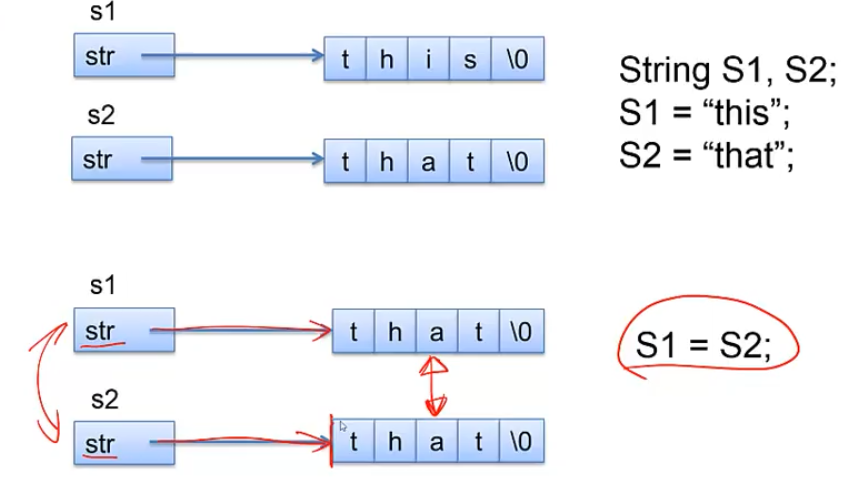 s1
str t h i s \0
String S1, S2;
S1 = “this”;
s2
S2 = “that”;
str t h a t \0
s1
str t h a t \0
S1 = S2;
s2
str t h a t \0